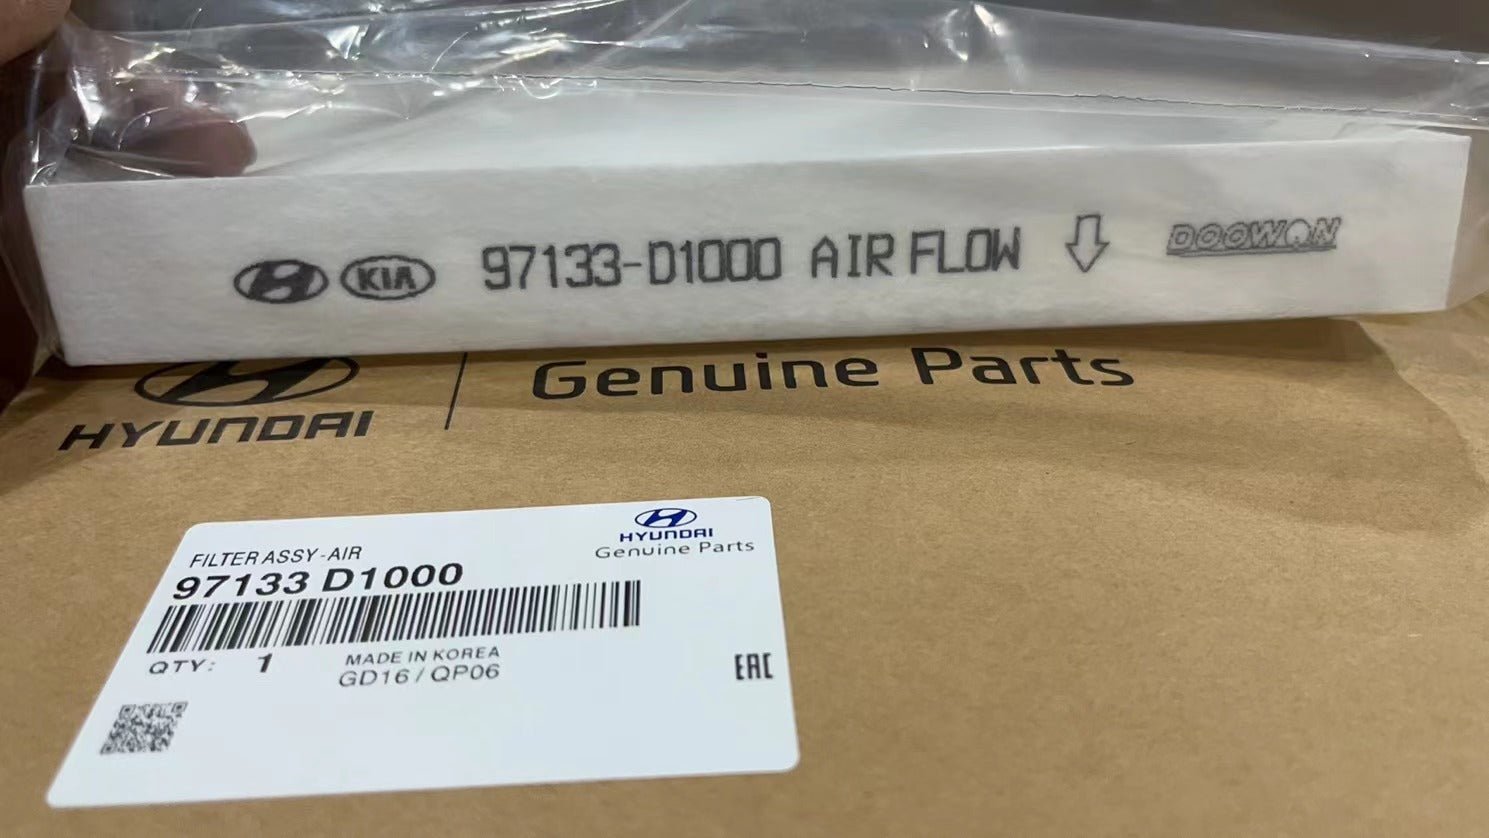 KIA 97133-D1000 AIR FLOW DOOWON
HYUNDAI Genuine Parts
HYUNDAI
Genuine Parts
FILTER ASSY-AIR
97133 D1000
QTY: 1 MADE IN KOREA
GD16 / QP06
EAC